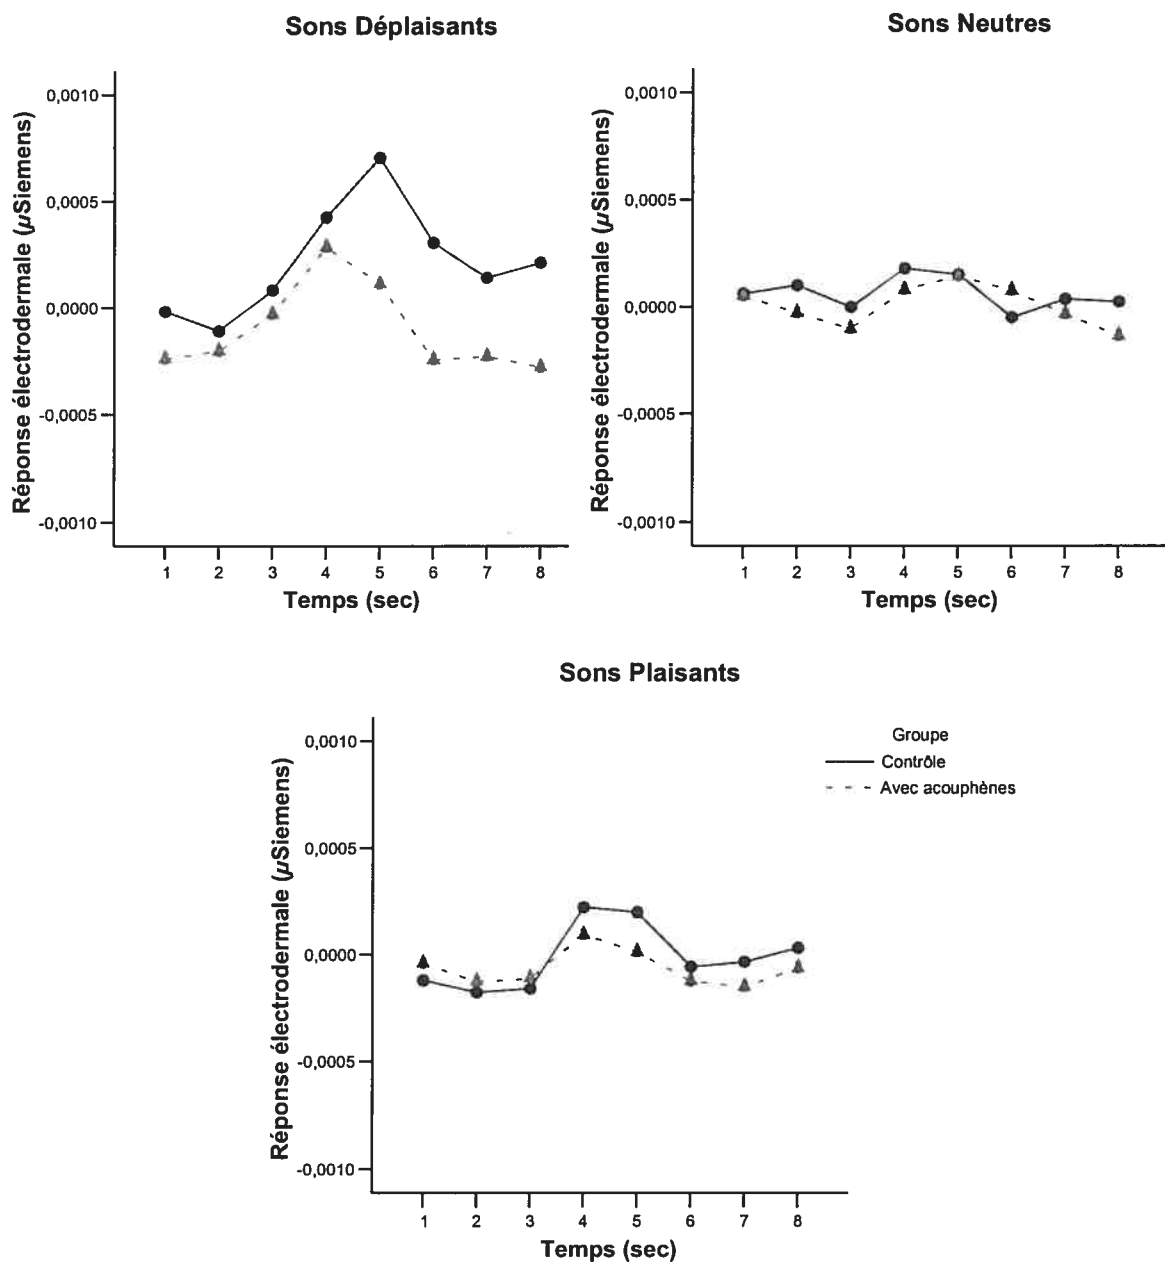 Sons Déplaisants
Réponse électrodermale (µSiemens)
0,0010
0,0005
0,0000
-0,0005
-0,0010
1 2 3 4 5 6 7 8
Temps (sec)
Sons Neutres
Réponse électrodermale (µSiemens)
0,0010
0,0005
0,0000
-0,0005
-0,0010
1 2 3 4 5 6 7 8
Temps (sec)
Sons Plaisants
Réponse électrodermale (µSiemens)
0,0010
0,0005
0,0000
-0,0005
-0,0010
1 2 3 4 5 6 7 8
Temps (sec)
Groupe
Contrôle
Avec acouphènes